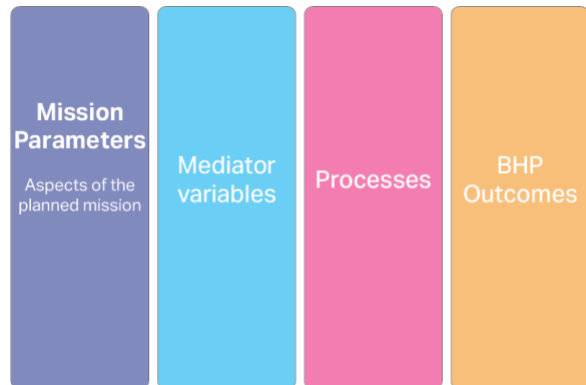 Mission
Parameters
Aspects of the
planned mission
Mediator
variables
Processes
BHP
Outcomes